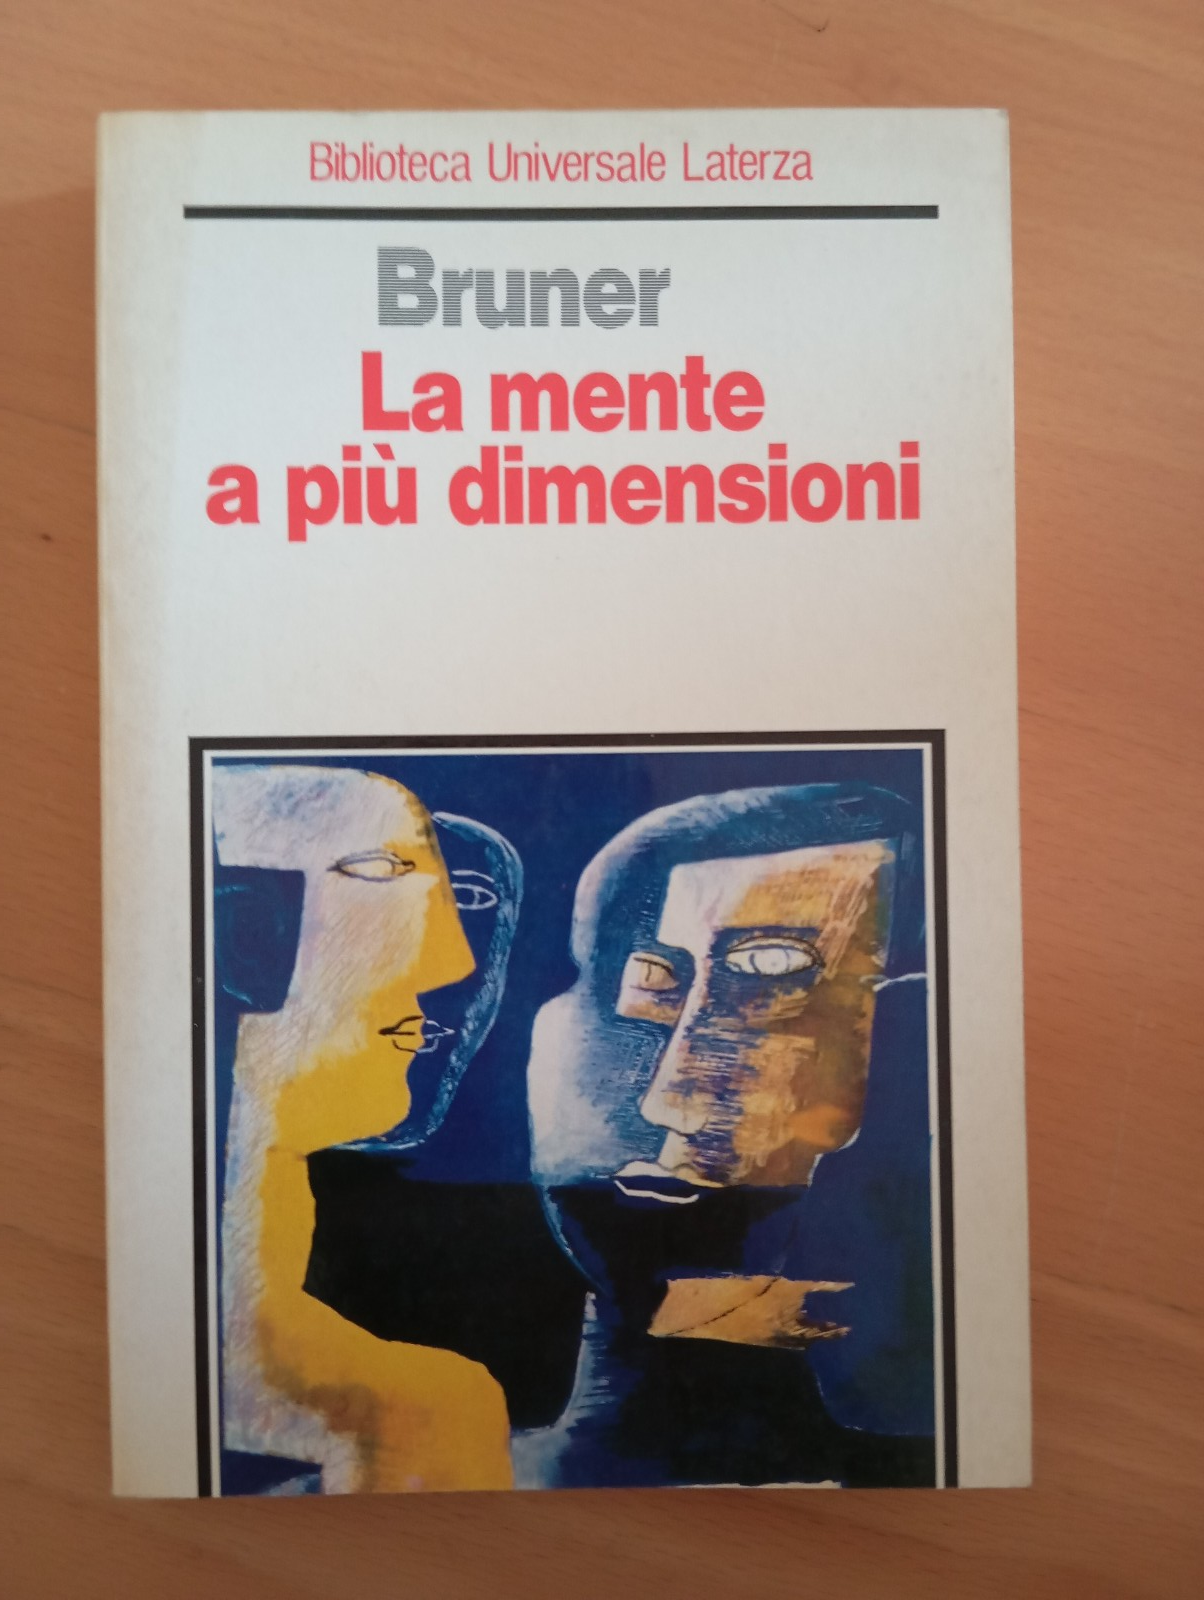 Biblioteca Universale Laterza
Bruner
La mente
a più dimensioni